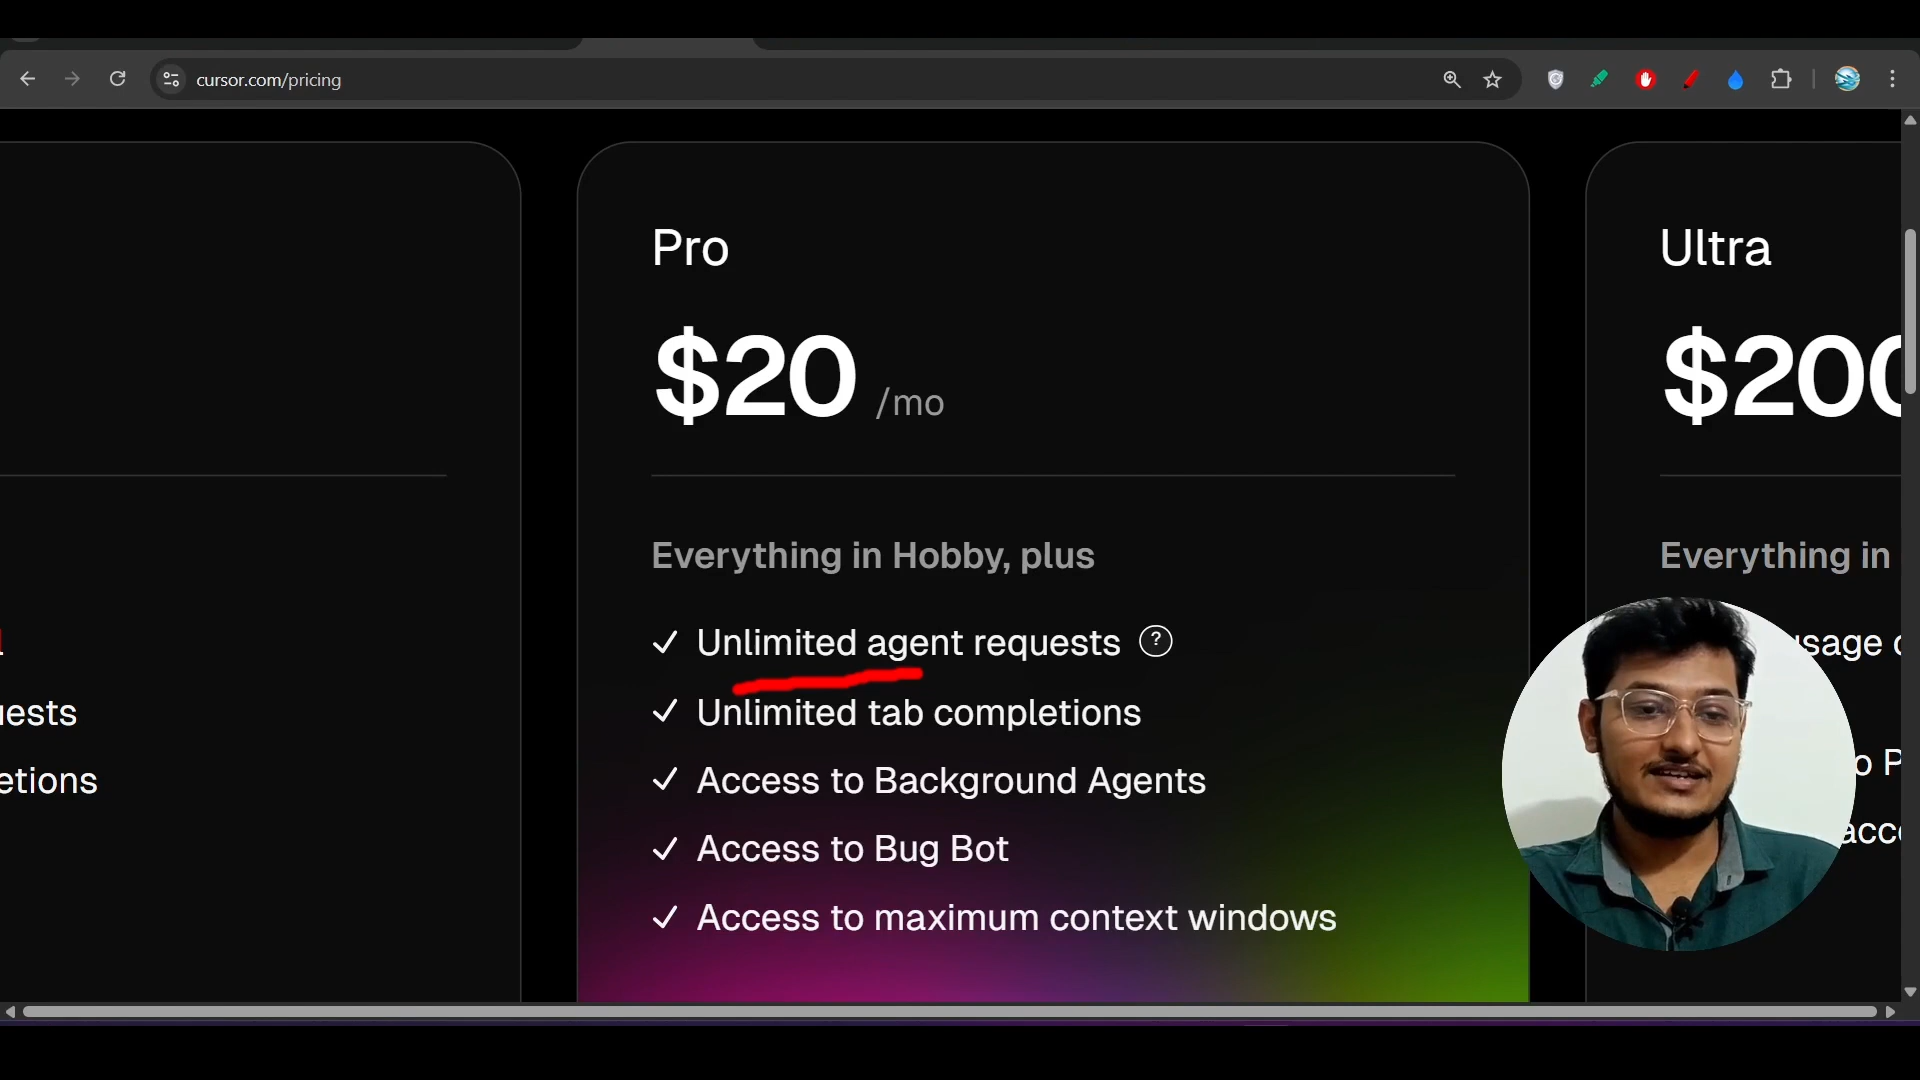 cursor.com/pricing
Pro
$20 /mo
Everything in Hobby, plus
Unlimited agent requests ?
Unlimited tab completions
Access to Background Agents
Access to Bug Bot
Access to maximum context windows
Ultra
$200
Everything in